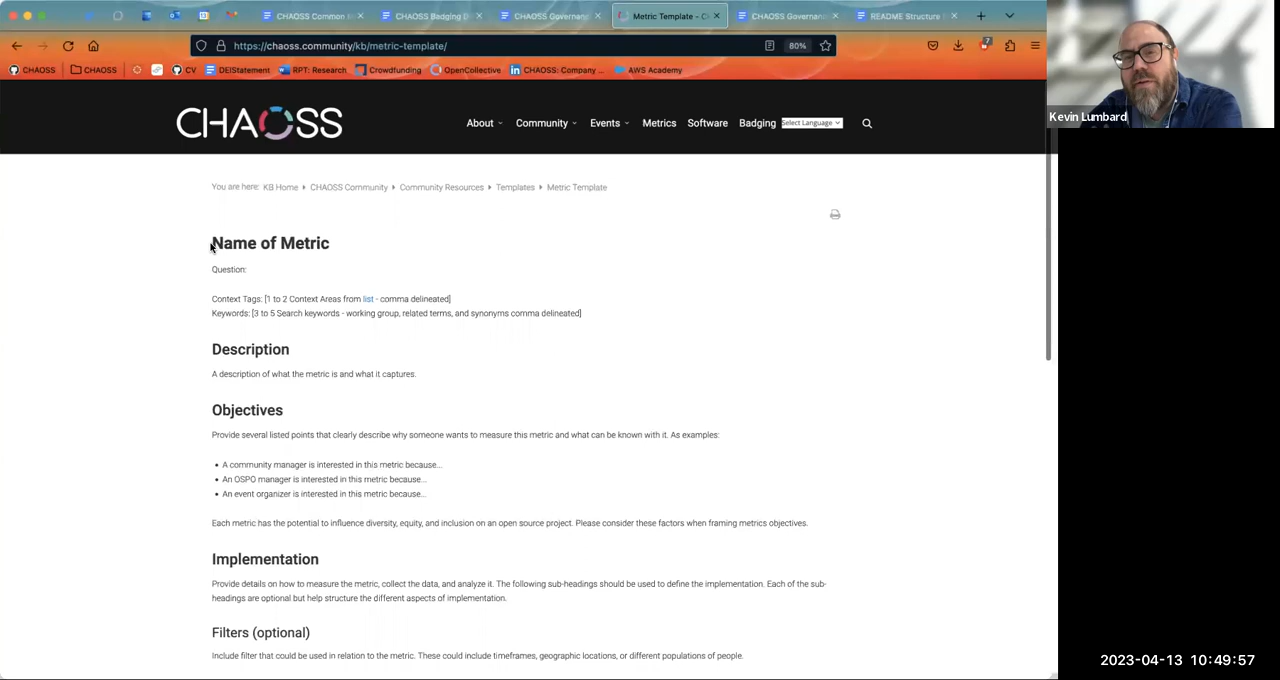 CHAOSS Common
CHAOSS Badging D
CHAOSS Governan
Metric Template - C
CHAOSS Governan
README Structure
https://chaoss.community/kb/metric-template/
80%
7
CHAOSS
CHAOSS
CV
DEIStatement
RPT: Research
Crowdfunding
OpenCollective
CHAOSS: Company ...
AWS Academy
Kevin Lumbard
CHAOSS
About
Community
Events
Metrics
Software
Badging
Select Language
You are here: KB Home CHAOSS Community Community Resources Templates Metric Template
Name of Metric
Question:
Context Tags: [1 to 2 Context Areas from list - comma delineated]
Keywords: [3 to 5 Search keywords - working group, related terms, and synonyms comma delineated]
Description
A description of what the metric is and what it captures.
Objectives
Provide several listed points that clearly describe why someone wants to measure this metric and what can be known with it. As examples:
• A community manager is interested in this metric because...
• An OSPO manager is interested in this metric because...
• An event organizer is interested in this metric because...
Each metric has the potential to influence diversity, equity, and inclusion on an open source project. Please consider these factors when framing metrics objectives.
Implementation
Provide details on how to measure the metric, collect the data, and analyze it. The following sub-headings should be used to define the implementation. Each of the sub-
headings are optional but help structure the different aspects of implementation.
Filters (optional)
Include filter that could be used in relation to the metric. These could include timeframes, geographic locations, or different populations of people.
2023-04-13 10:49:57